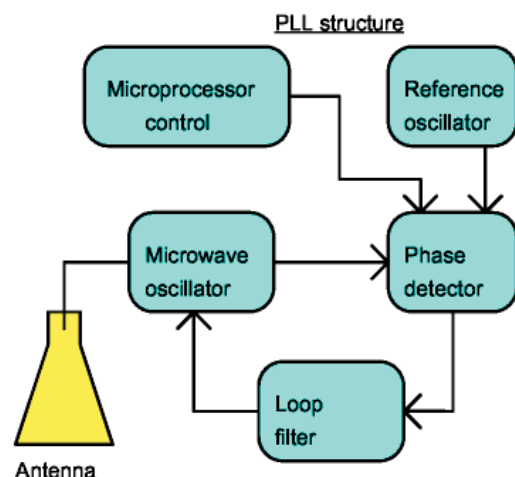 PLL structure
Microprocessor
control
Reference
oscillator
Microwave
oscillator
Phase
detector
Loop
filter
Antenna